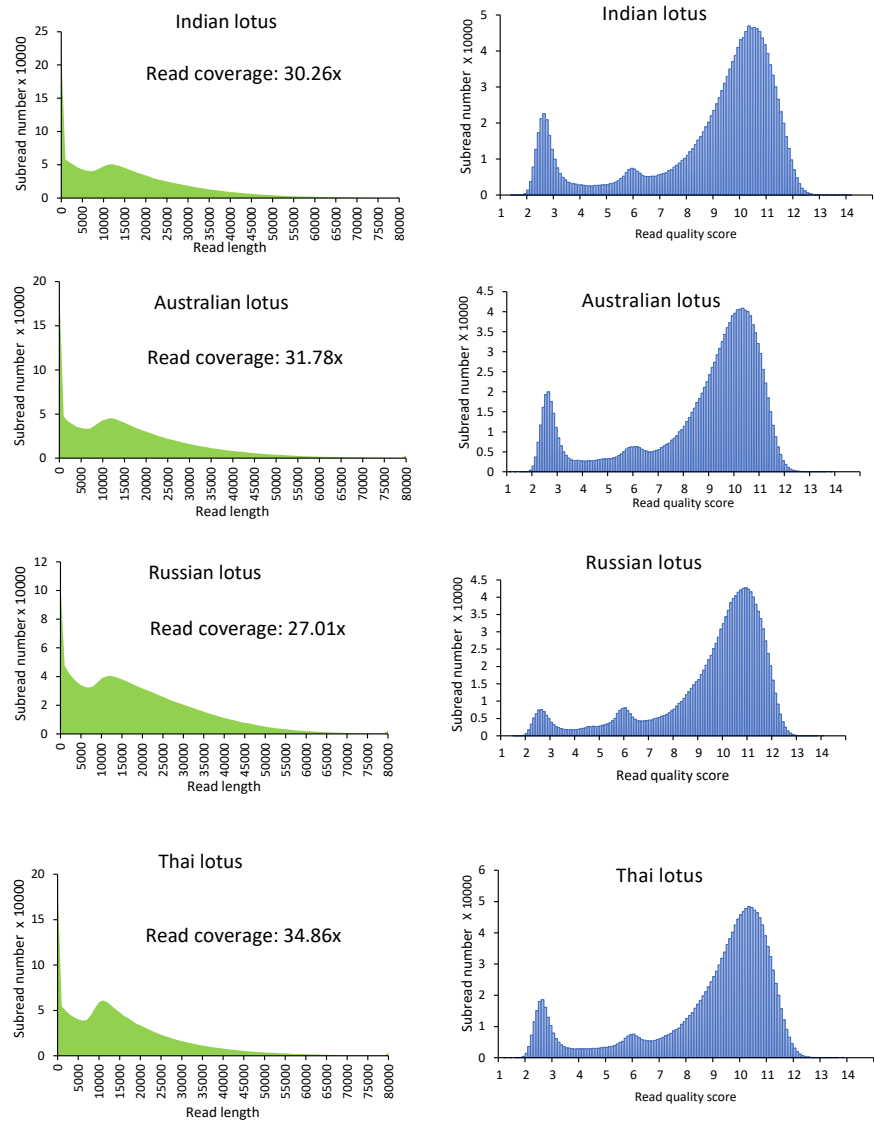 Indian lotus
Read coverage: 30.26x
Subread number x 10000
25
20
15
10
5
0
0 5000 10000 15000 20000 25000 30000 35000 40000 45000 50000 55000 60000 65000 70000 75000 80000
Read length
Indian lotus
Subread number X 10000
5
4
3
2
1
0
1 2 3 4 5 6 7 8 9 10 11 12 13 14
Read quality score
Australian lotus
Read coverage: 31.78x
Subread number x 10000
20
15
10
5
0
0 5000 10000 15000 20000 25000 30000 35000 40000 45000 50000 55000 60000 65000 70000 75000 80000
Read length
Australian lotus
Subread number x 10000
4.5
4
3.5
3
2.5
2
1.5
1
0.5
0
1 2 3 4 5 6 7 8 9 10 11 12 13 14
Read quality score
Russian lotus
Read coverage: 27.01x
Subread number x 10000
12
10
8
6
4
2
0
0 5000 10000 15000 20000 25000 30000 35000 40000 45000 50000 55000 60000 65000 70000 75000 80000
Read length
Russian lotus
Subread number x 10000
4.5
4
3.5
3
2.5
2
1.5
1
0.5
0
1 2 3 4 5 6 7 8 9 10 11 12 13 14
Read quality score
Thai lotus
Read coverage: 34.86x
Subread number x 10000
20
15
10
5
0
0 5000 10000 15000 20000 25000 30000 35000 40000 45000 50000 55000 60000 65000 70000 75000 80000
Read length
Thai lotus
Subread number X 10000
6
5
4
3
2
1
0
1 2 3 4 5 6 7 8 9 10 11 12 13 14
Read quality score